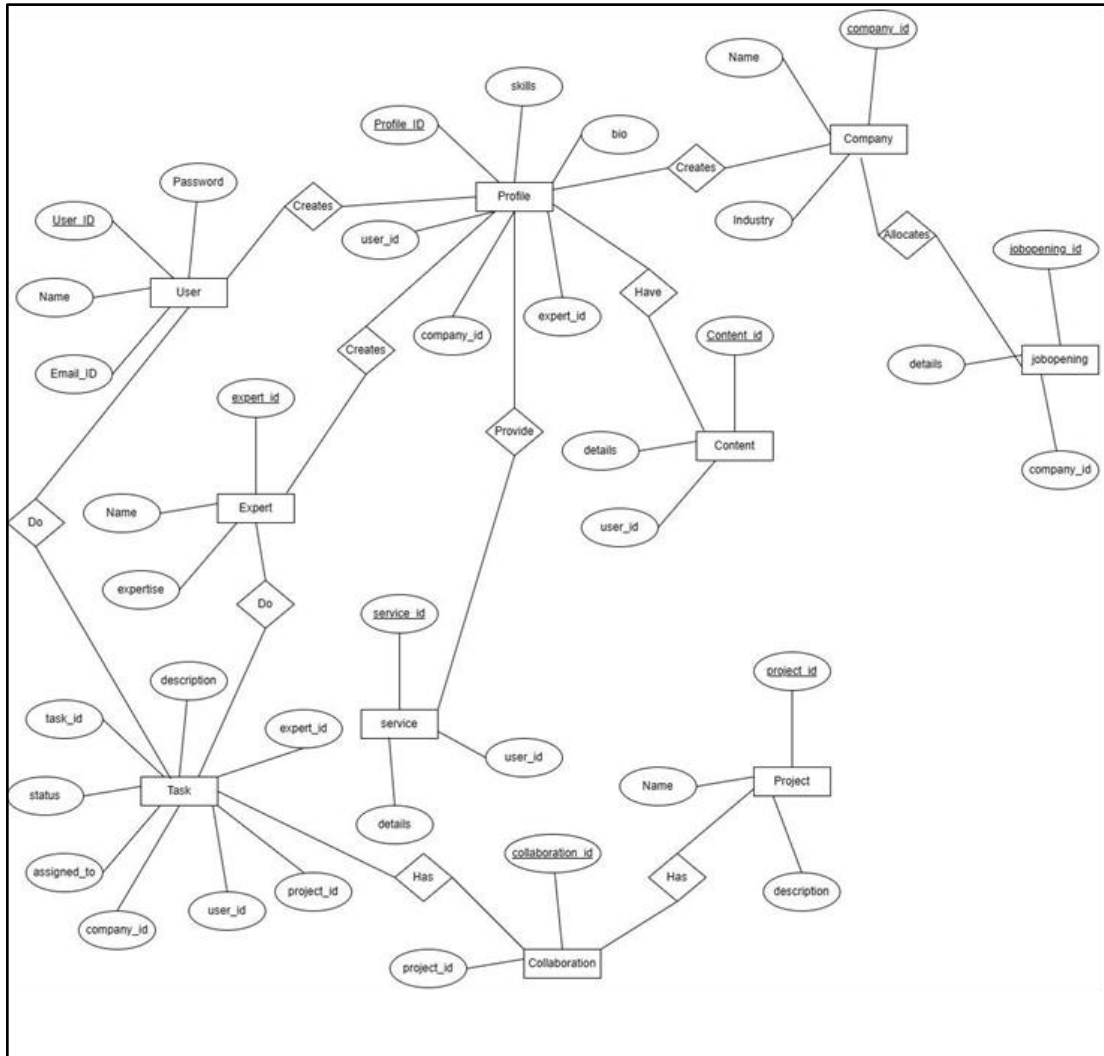 company_id
Name
skills
Profile_ID
bio
Company
Creates
Password
Profile
Creates
User_ID
user_id
Industry
Allocates
jobopening_id
Name
User
Have
expert_id
company_id
Creates
Content_id
details
jobopening
Email_ID
expert_id
Provide
details
Content
company_id
Name
Expert
Do
user_id
expertise
Do
service_id
description
project_id
task_id
expert_id
service
user_id
Name
Project
Task
status
details
collaboration_id
assigned_to
Has
Has
project_id
description
user_id
company_id
project_id
Collaboration